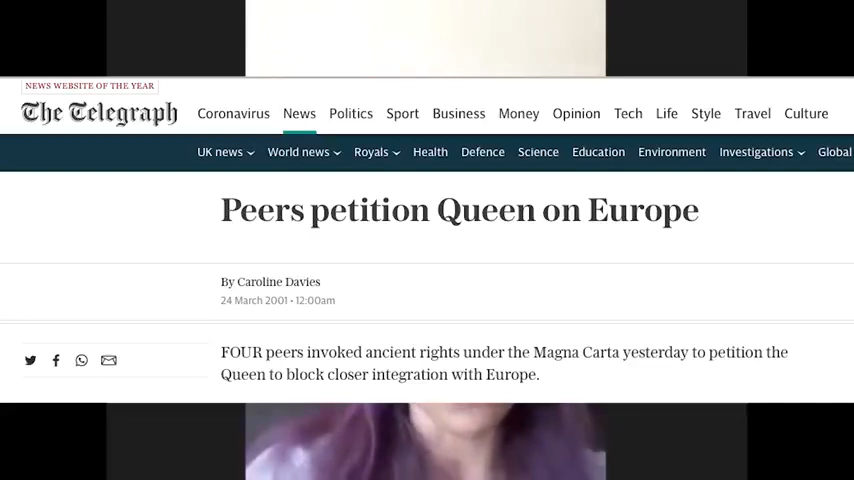 NEWS WEBSITE OF THE YEAR
The Telegraph
Coronavirus News Politics Sport Business Money Opinion Tech Life Style Travel Culture
UK news World news Royals Health Defence Science Education Environment Investigations Global
Peers petition Queen on Europe
By Caroline Davies
24 March 2001 • 12:00am
FOUR peers invoked ancient rights under the Magna Carta yesterday to petition the
Queen to block closer integration with Europe.